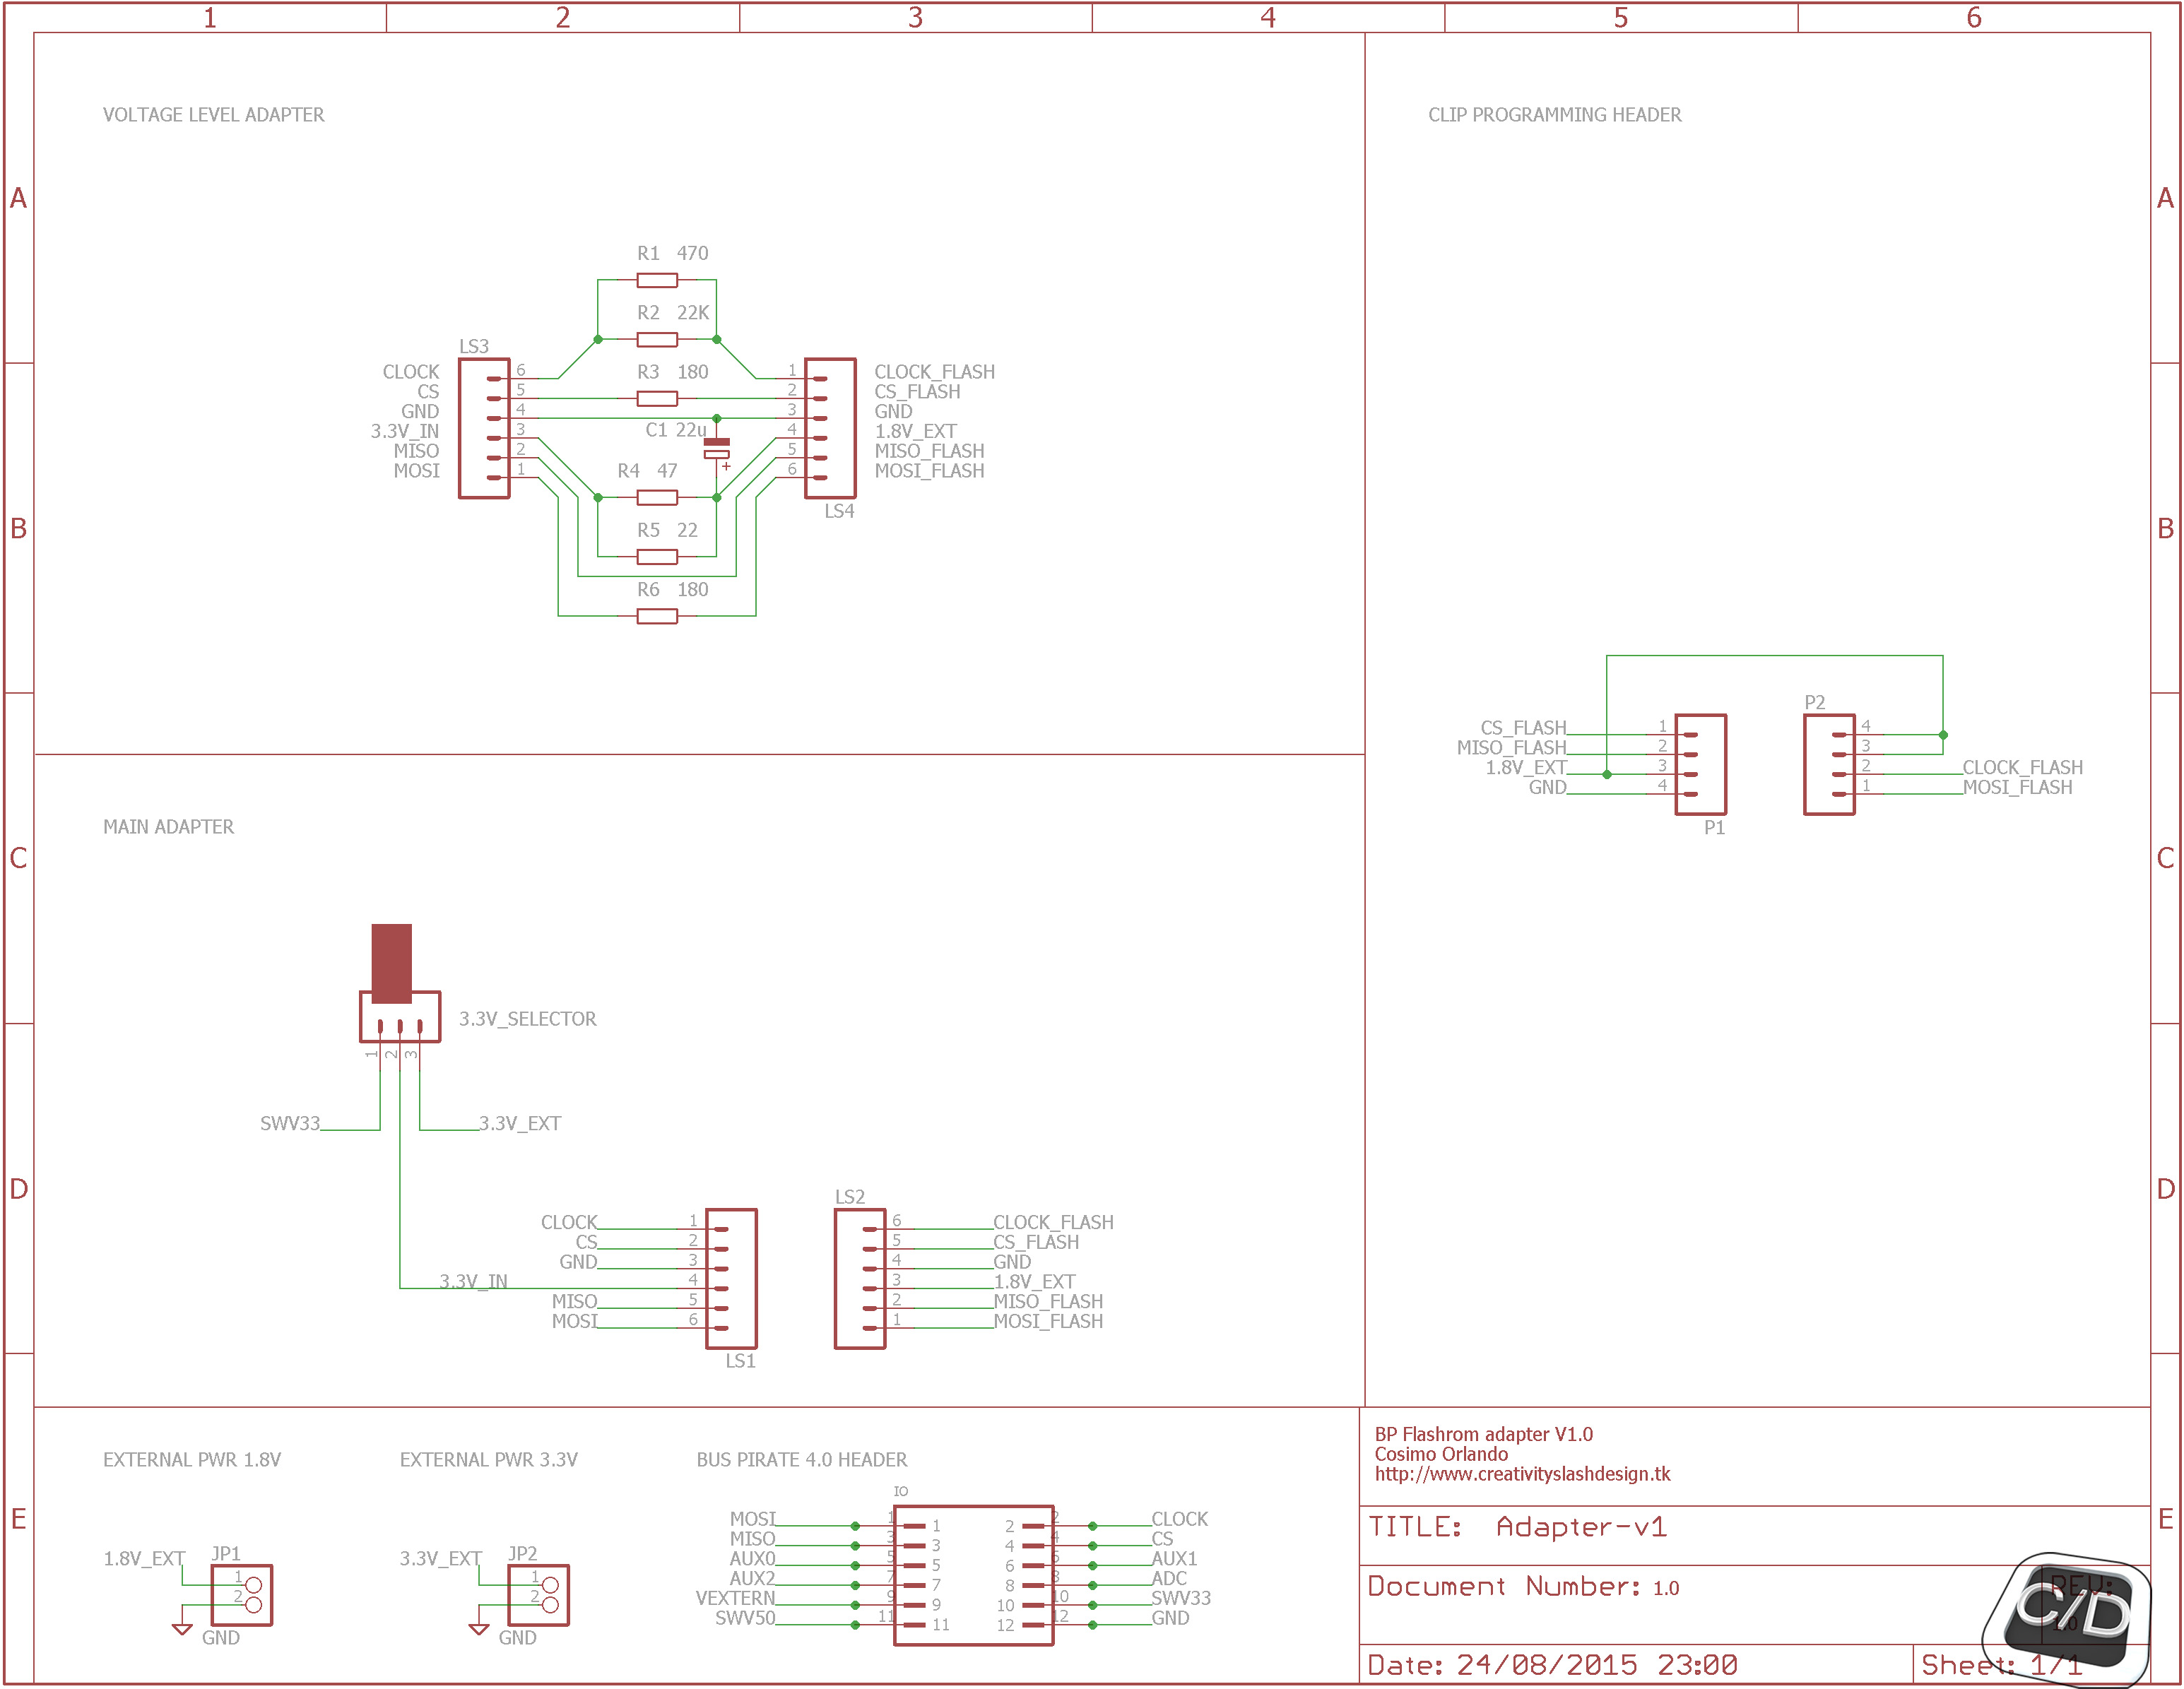 1 2 3 4 5 6
A A
B B
C C
D D
E E
VOLTAGE LEVEL ADAPTER
R1 470
R2 22K
R3 180
C1 22u
+
R4 47
R5 22
R6 180
LS3
CLOCK 6
CS 5
GND 4
3.3V_IN 3
MISO 2
MOSI 1
1 CLOCK_FLASH
2 CS_FLASH
3 GND
4 1.8V_EXT
5 MISO_FLASH
6 MOSI_FLASH
LS4
CLIP PROGRAMMING HEADER
CS_FLASH 1
MISO_FLASH 2
1.8V_EXT 3
GND 4
P1
P2
4
3
2 CLOCK_FLASH
1 MOSI_FLASH
MAIN ADAPTER
3.3V_SELECTOR
1 2 3
SWV33
3.3V_EXT
CLOCK 1
CS 2
GND 3
3.3V_IN 4
MISO 5
MOSI 6
LS1
LS2
6 CLOCK_FLASH
5 CS_FLASH
4 GND
3 1.8V_EXT
2 MISO_FLASH
1 MOSI_FLASH
EXTERNAL PWR 1.8V
1.8V_EXT JP1
1
2
GND
EXTERNAL PWR 3.3V
3.3V_EXT JP2
1
2
GND
BUS PIRATE 4.0 HEADER
IO
MOSI 1 1 2 2 CLOCK
MISO 3 3 4 4 CS
AUX0 5 5 6 6 AUX1
AUX2 7 7 8 8 ADC
VEXTERN 9 9 10 10 SWV33
SWV50 11 11 12 12 GND
BP Flashrom adapter V1.0
Cosimo Orlando
http://www.creativityslashdesign.tk
TITLE: Adapter-v1
Document Number: 1.0
REV:
1.0
C/D
Date: 24/08/2015 23:00
Sheet: 1/1